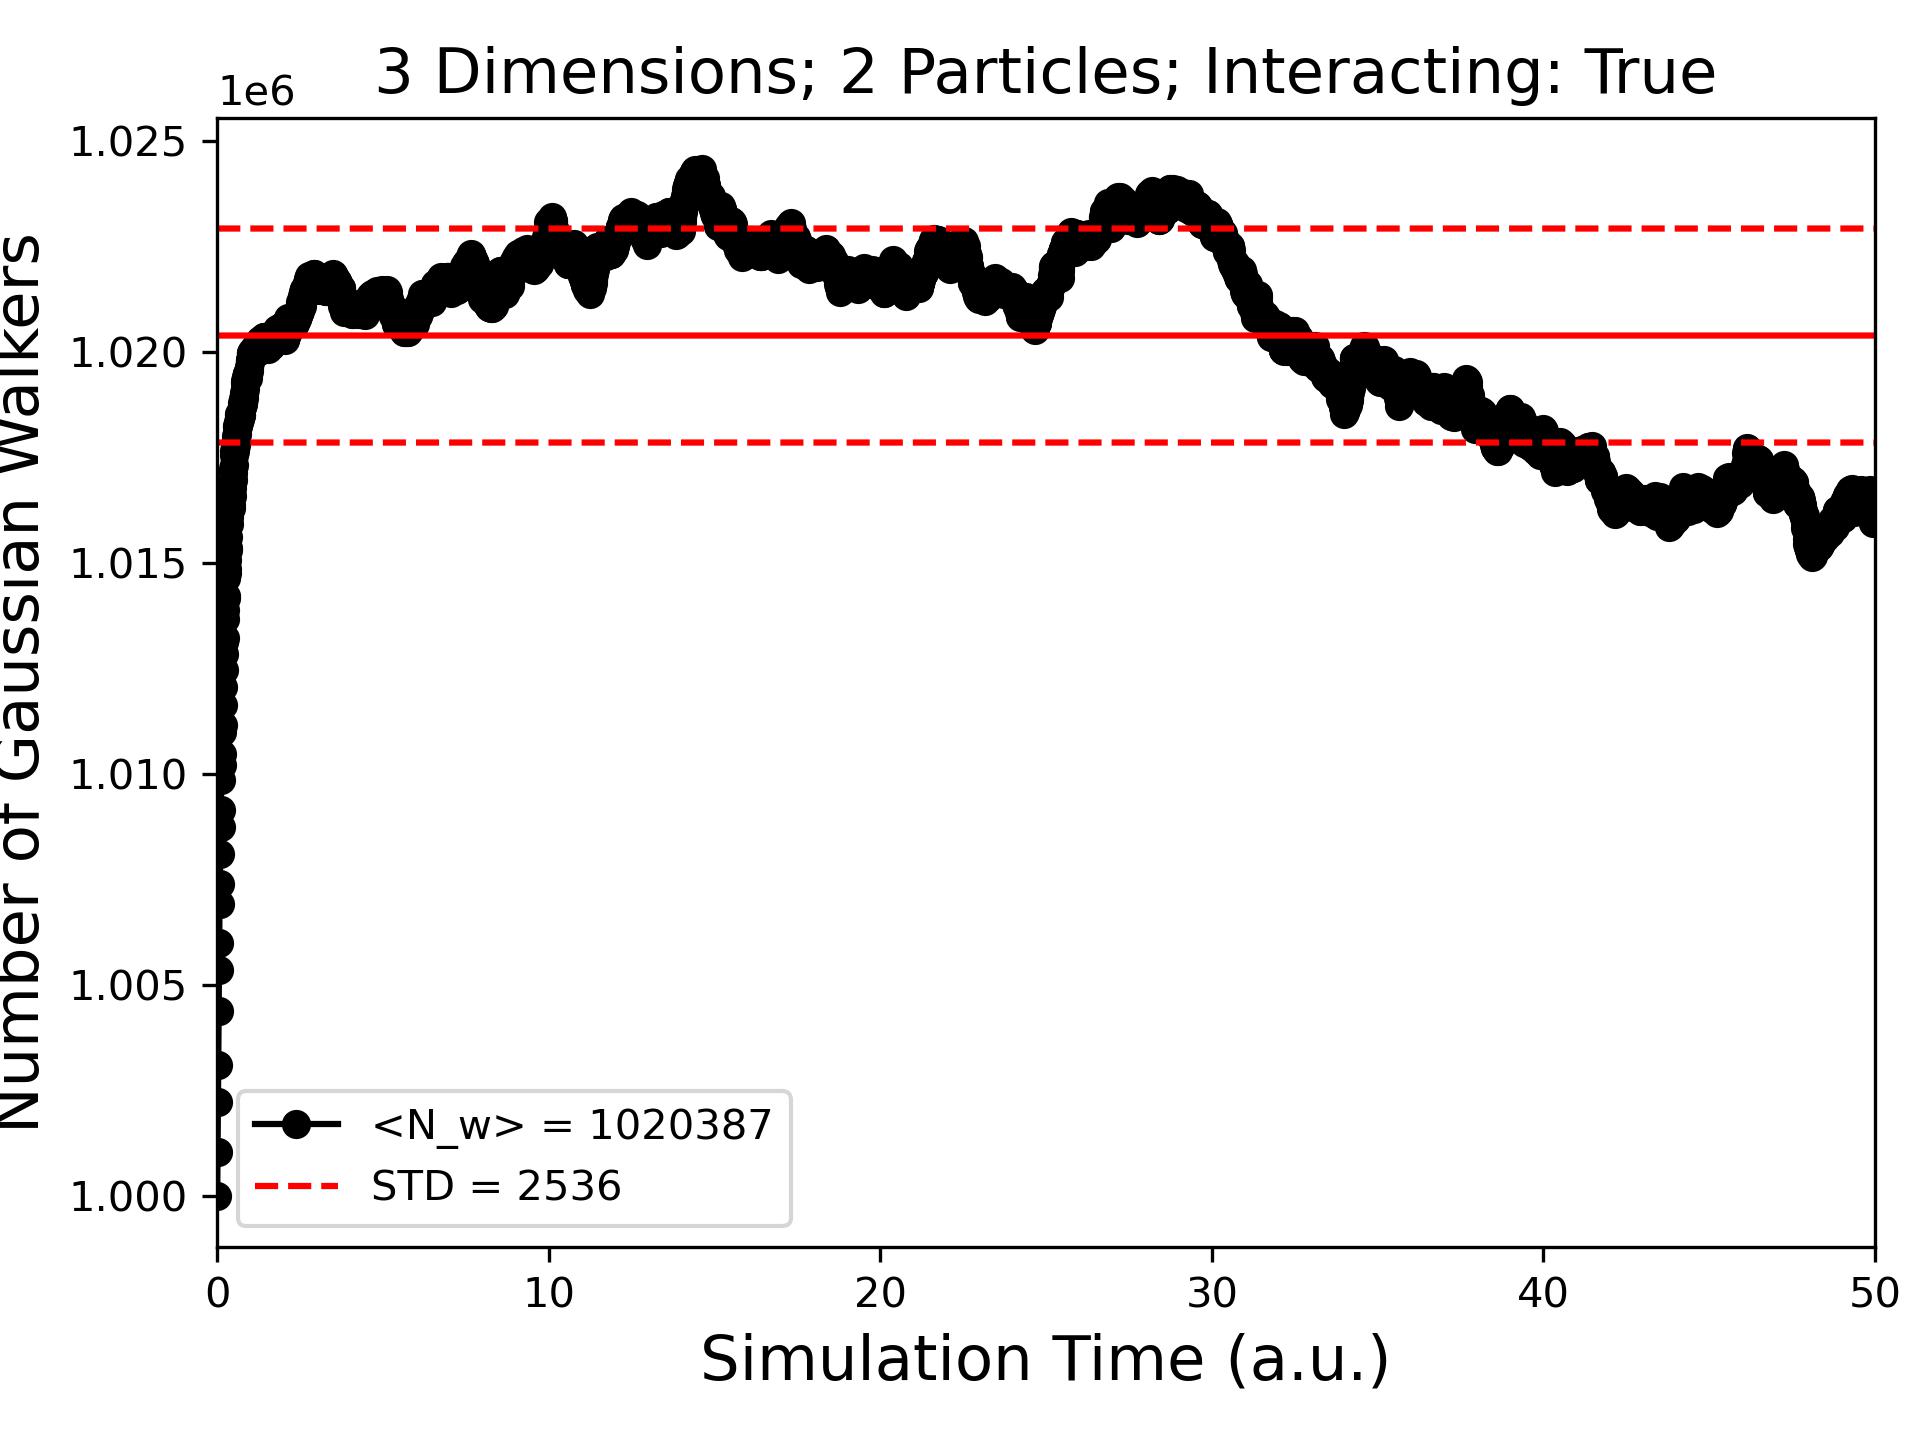 3 Dimensions; 2 Particles; Interacting: True
1e6
1.025
1.020
1.015
1.010
1.005
1.000
Number of Gaussian Walkers
<N_w> = 1020387
STD = 2536
0 10 20 30 40 50
Simulation Time (a.u.)